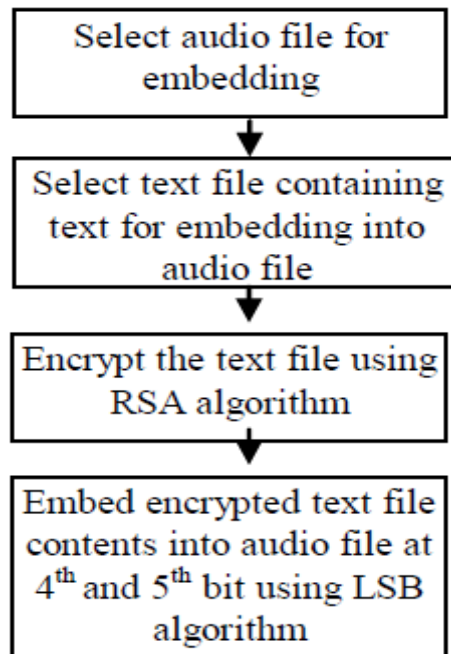 Select audio file for
embedding
Select text file containing
text for embedding into
audio file
Encrypt the text file using
RSA algorithm
Embed encrypted text file
contents into audio file at
4th and 5th bit using LSB
algorithm